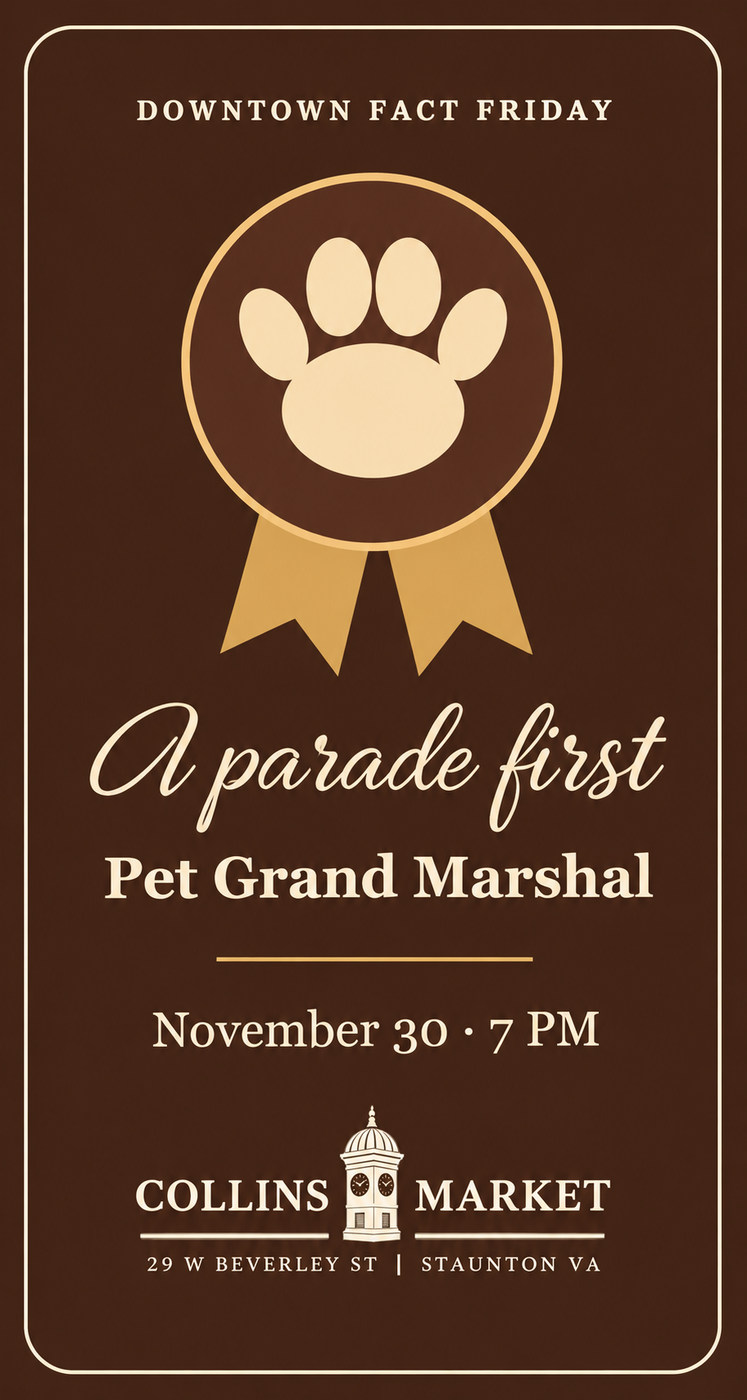 DOWNTOWN FACT FRIDAY
A parade first
Pet Grand Marshal
November 30 · 7 PM
COLLINS MARKET
29 W BEVERLEY ST | STAUNTON VA